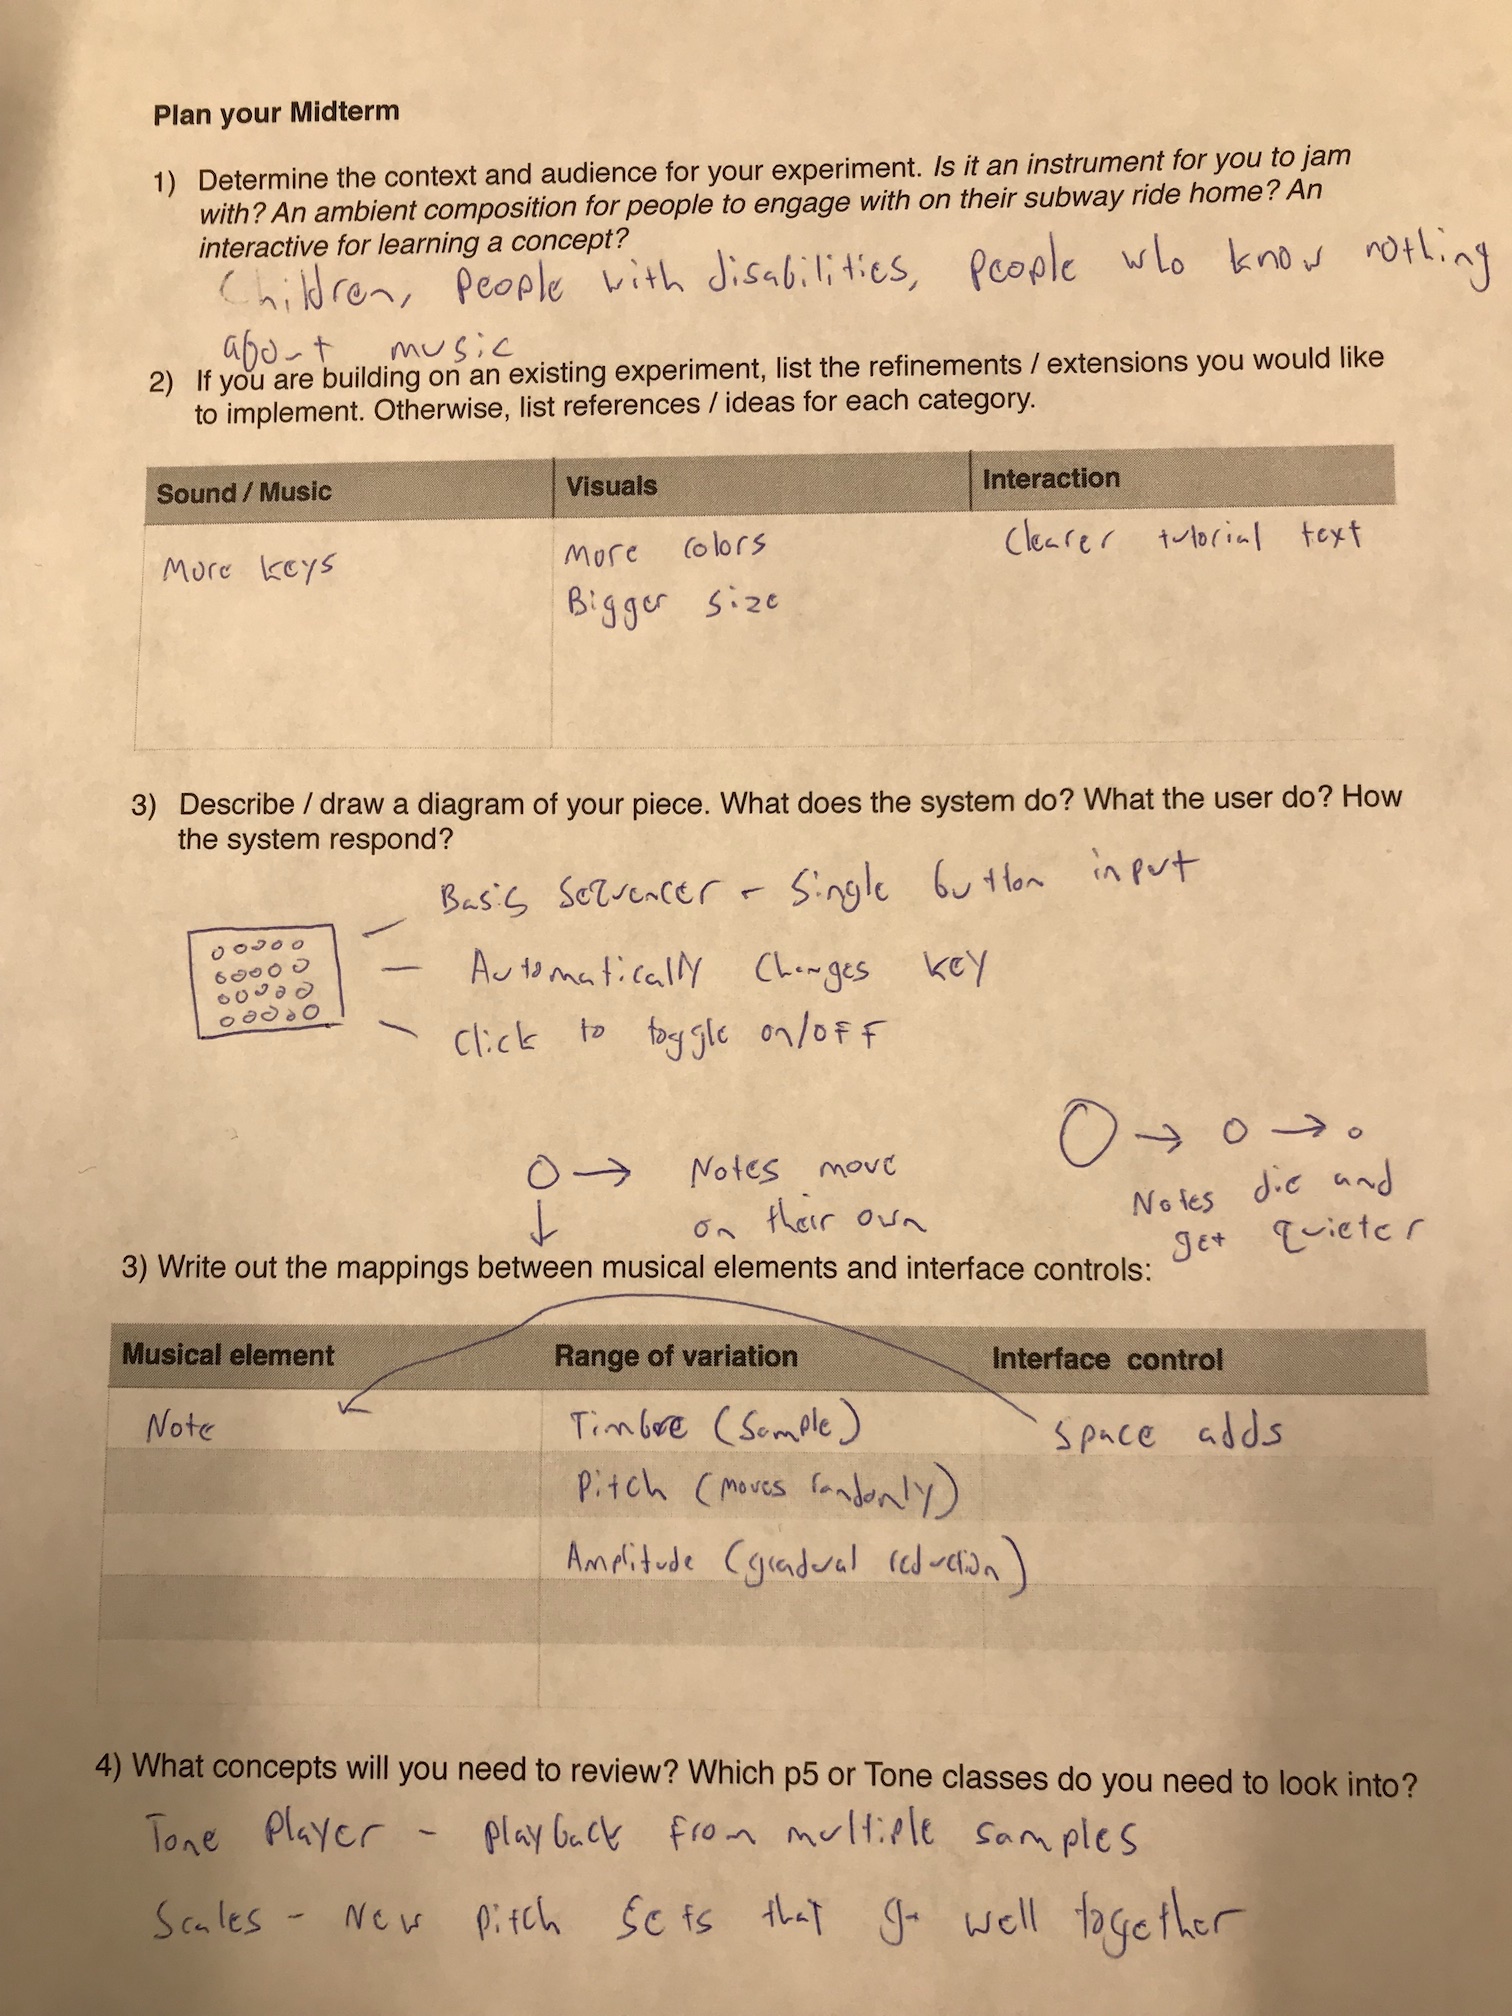 Plan your Midterm
1) Determine the context and audience for your experiment. Is it an instrument for you to jam
with? An ambient composition for people to engage with on their subway ride home? An
interactive for learning a concept?
Children, People with disabilities, people who know nothing
about music
2) If you are building on an existing experiment, list the refinements / extensions you would like
to implement. Otherwise, list references / ideas for each category.
Sound / Music Visuals Interaction
More keys More colors Clearer tutorial text
Bigger size
3) Describe / draw a diagram of your piece. What does the system do? What the user do? How
the system respond?
Basis Sequencer - Single button input
Automatically Changes key
Click to toggle on/off
Notes move
on their own
Notes die and
get quieter
3) Write out the mappings between musical elements and interface controls:
Musical element Range of variation Interface control
Note Timbre (Sample) Space adds
Pitch (moves randomly)
Amplitude (gradual reduction)
4) What concepts will you need to review? Which p5 or Tone classes do you need to look into?
Tone Player - playback from multiple samples
Scales - New pitch sets that go well together